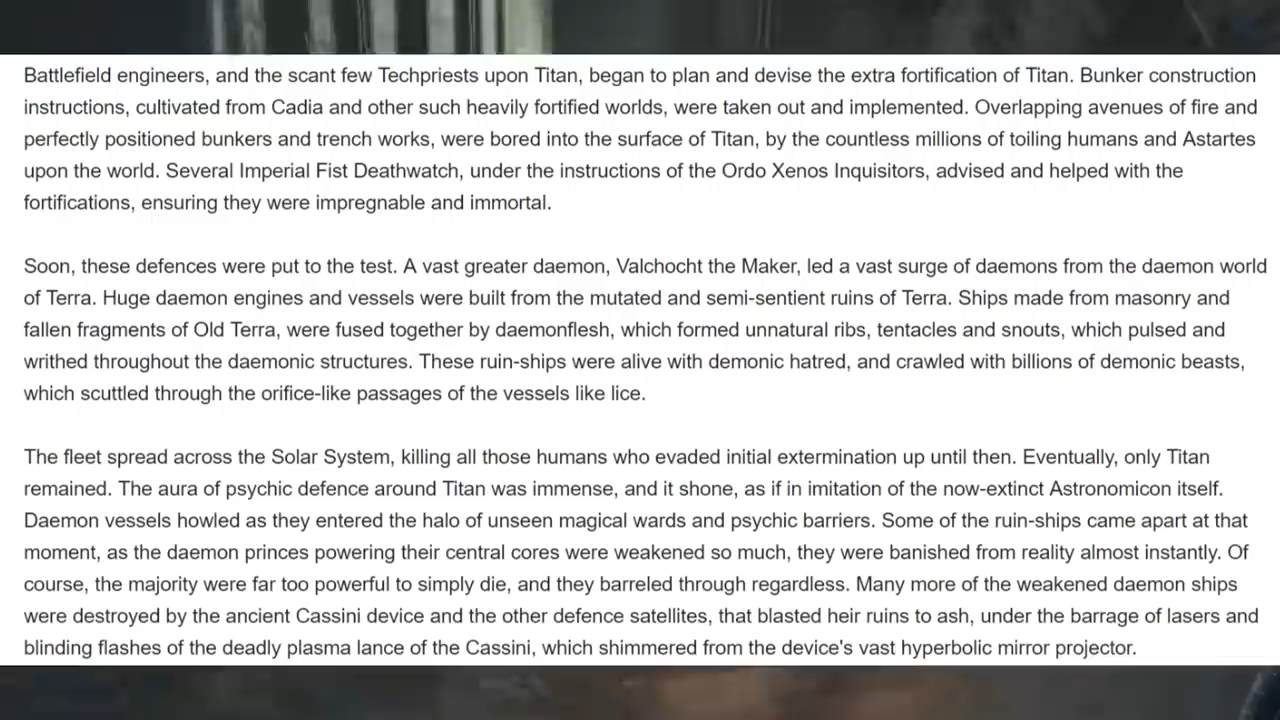 Battlefield engineers, and the scant few Techpriests upon Titan, began to plan and devise the extra fortification of Titan. Bunker construction
instructions, cultivated from Cadia and other such heavily fortified worlds, were taken out and implemented. Overlapping avenues of fire and
perfectly positioned bunkers and trench works, were bored into the surface of Titan, by the countless millions of toiling humans and Astartes
upon the world. Several Imperial Fist Deathwatch, under the instructions of the Ordo Xenos Inquisitors, advised and helped with the
fortifications, ensuring they were impregnable and immortal.
Soon, these defences were put to the test. A vast greater daemon, Valchocht the Maker, led a vast surge of daemons from the daemon world
of Terra. Huge daemon engines and vessels were built from the mutated and semi-sentient ruins of Terra. Ships made from masonry and
fallen fragments of Old Terra, were fused together by daemonflesh, which formed unnatural ribs, tentacles and snouts, which pulsed and
writhed throughout the daemonic structures. These ruin-ships were alive with demonic hatred, and crawled with billions of demonic beasts,
which scuttled through the orifice-like passages of the vessels like lice.
The fleet spread across the Solar System, killing all those humans who evaded initial extermination up until then. Eventually, only Titan
remained. The aura of psychic defence around Titan was immense, and it shone, as if in imitation of the now-extinct Astronomicon itself.
Daemon vessels howled as they entered the halo of unseen magical wards and psychic barriers. Some of the ruin-ships came apart at that
moment, as the daemon princes powering their central cores were weakened so much, they were banished from reality almost instantly. Of
course, the majority were far too powerful to simply die, and they barreled through regardless. Many more of the weakened daemon ships
were destroyed by the ancient Cassini device and the other defence satellites, that blasted heir ruins to ash, under the barrage of lasers and
blinding flashes of the deadly plasma lance of the Cassini, which shimmered from the device's vast hyperbolic mirror projector.